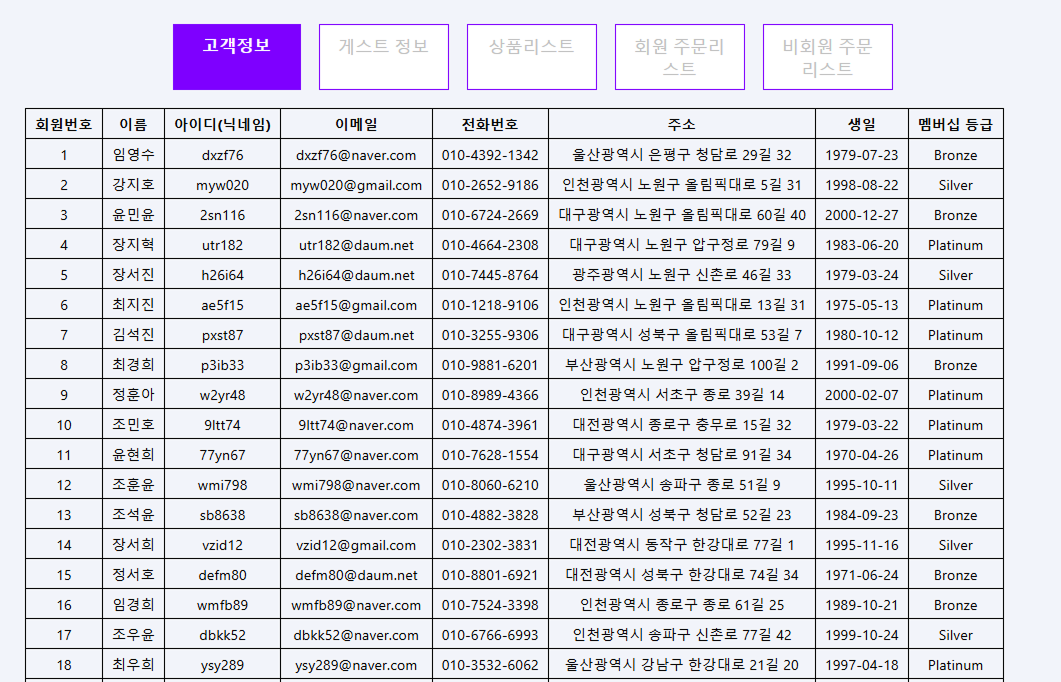 고객정보
게스트 정보
상품리스트
회원 주문리
스트
비회원 주문
리스트
회원번호 이름 아이디(닉네임) 이메일 전화번호 주소 생일 멤버십 등급
1 임영수 dxzf76 dxzf76@naver.com 010-4392-1342 울산광역시 은평구 청담로 29길 32 1979-07-23 Bronze
2 강지호 myw020 myw020@gmail.com 010-2652-9186 인천광역시 노원구 올림픽대로 5길 31 1998-08-22 Silver
3 윤민윤 2sn116 2sn116@naver.com 010-6724-2669 대구광역시 노원구 올림픽대로 60길 40 2000-12-27 Bronze
4 장지혁 utr182 utr182@daum.net 010-4664-2308 대구광역시 노원구 압구정로 79길 9 1983-06-20 Platinum
5 장서진 h26i64 h26i64@daum.net 010-7445-8764 광주광역시 노원구 신촌로 46길 33 1979-03-24 Silver
6 최지진 ae5f15 ae5f15@gmail.com 010-1218-9106 인천광역시 노원구 올림픽대로 13길 31 1975-05-13 Platinum
7 김석진 pxst87 pxst87@daum.net 010-3255-9306 대구광역시 성북구 올림픽대로 53길 7 1980-10-12 Platinum
8 최경희 p3ib33 p3ib33@gmail.com 010-9881-6201 부산광역시 노원구 압구정로 100길 2 1991-09-06 Bronze
9 정훈아 w2yr48 w2yr48@naver.com 010-8989-4366 인천광역시 서초구 종로 39길 14 2000-02-07 Platinum
10 조민호 9ltt74 9ltt74@naver.com 010-4874-3961 대전광역시 종로구 충무로 15길 32 1979-03-22 Platinum
11 윤현희 77yn67 77yn67@naver.com 010-7628-1554 대구광역시 서초구 청담로 91길 34 1970-04-26 Platinum
12 조훈윤 wmi798 wmi798@naver.com 010-8060-6210 울산광역시 송파구 종로 51길 9 1995-10-11 Silver
13 조석윤 sb8638 sb8638@naver.com 010-4882-3828 부산광역시 성북구 청담로 52길 23 1984-09-23 Bronze
14 장서희 vzid12 vzid12@gmail.com 010-2302-3831 대전광역시 동작구 한강대로 77길 1 1995-11-16 Silver
15 정서호 defm80 defm80@daum.net 010-8801-6921 대전광역시 성북구 한강대로 74길 34 1971-06-24 Bronze
16 임경희 wmfb89 wmfb89@naver.com 010-7524-3398 인천광역시 종로구 종로 61길 25 1989-10-21 Bronze
17 조우윤 dbkk52 dbkk52@naver.com 010-6766-6993 인천광역시 송파구 신촌로 77길 42 1999-10-24 Silver
18 최우희 ysy289 ysy289@naver.com 010-3532-6062 울산광역시 강남구 한강대로 21길 20 1997-04-18 Platinum